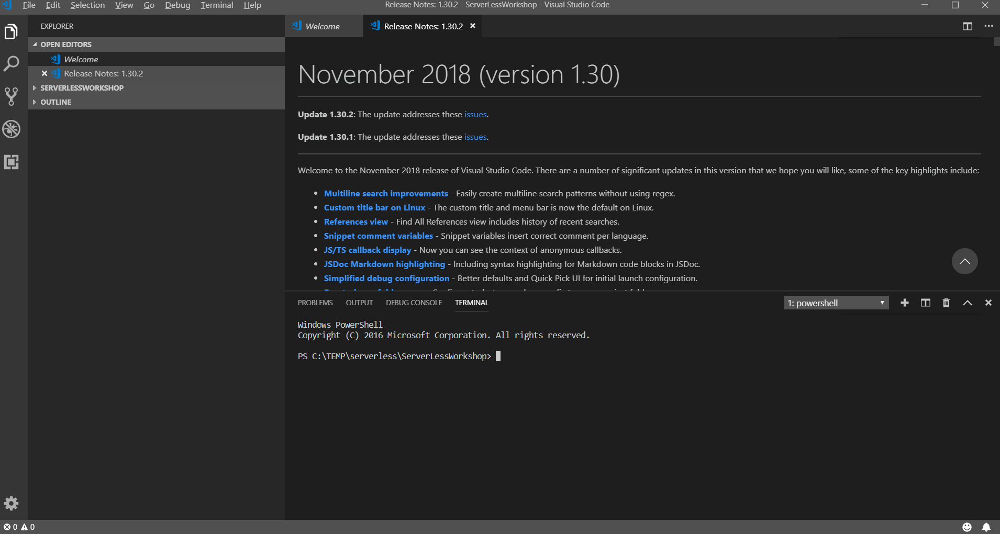 File Edit Selection View Go Debug Terminal Help
Release Notes: 1.30.2 - ServerLessWorkshop - Visual Studio Code
EXPLORER
OPEN EDITORS
Welcome
Release Notes: 1.30.2
SERVERLESSWORKSHOP
OUTLINE
Welcome
Release Notes: 1.30.2
November 2018 (version 1.30)
Update 1.30.2: The update addresses these issues.
Update 1.30.1: The update addresses these issues.
Welcome to the November 2018 release of Visual Studio Code. There are a number of significant updates in this version that we hope you will like, some of the key highlights include:
Multiline search improvements - Easily create multiline search patterns without using regex.
Custom title bar on Linux - The custom title and menu bar is now the default on Linux.
References view - Find All References view includes history of recent searches.
Snippet comment variables - Snippet variables insert correct comment per language.
JS/TS callback display - Now you can see the context of anonymous callbacks.
JSDoc Markdown highlighting - Including syntax highlighting for Markdown code blocks in JSDoc.
Simplified debug configuration - Better defaults and Quick Pick UI for initial launch configuration.
PROBLEMS OUTPUT DEBUG CONSOLE TERMINAL
1: powershell
Windows PowerShell
Copyright (C) 2016 Microsoft Corporation. All rights reserved.
PS C:\TEMP\serverless\ServerLessWorkshop>
0 0